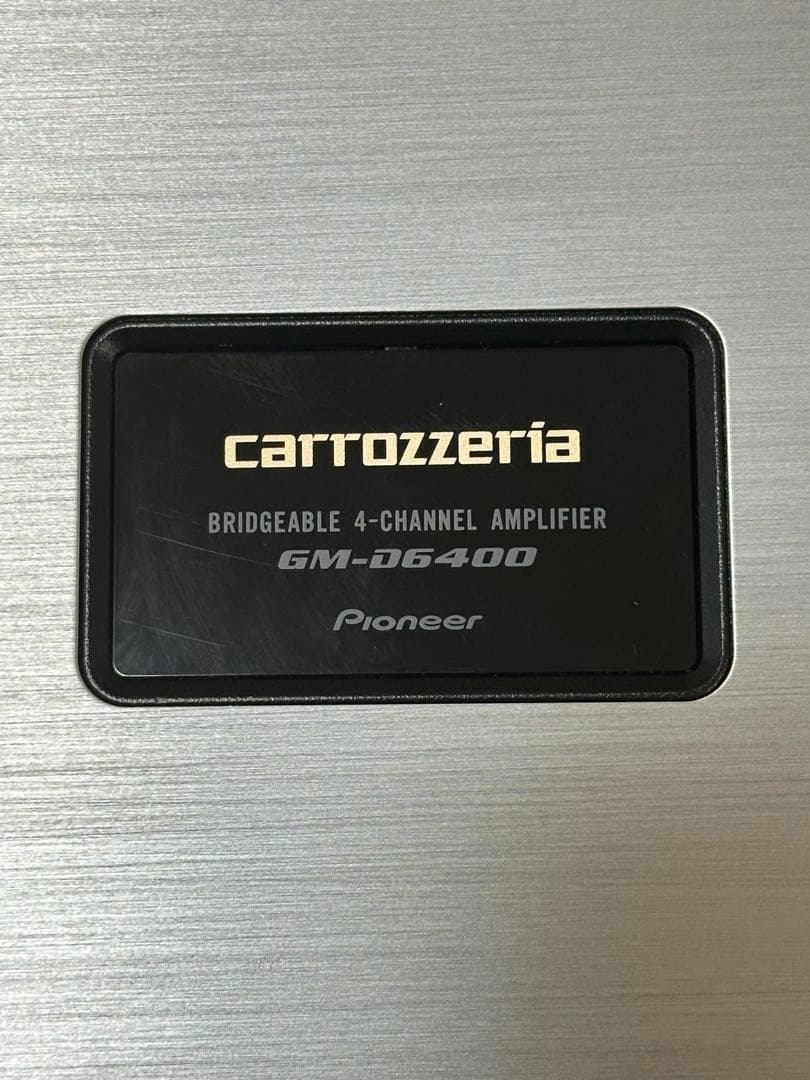 carrozzeria
BRIDGEABLE 4-CHANNEL AMPLIFIER
GM-D6400
Pioneer